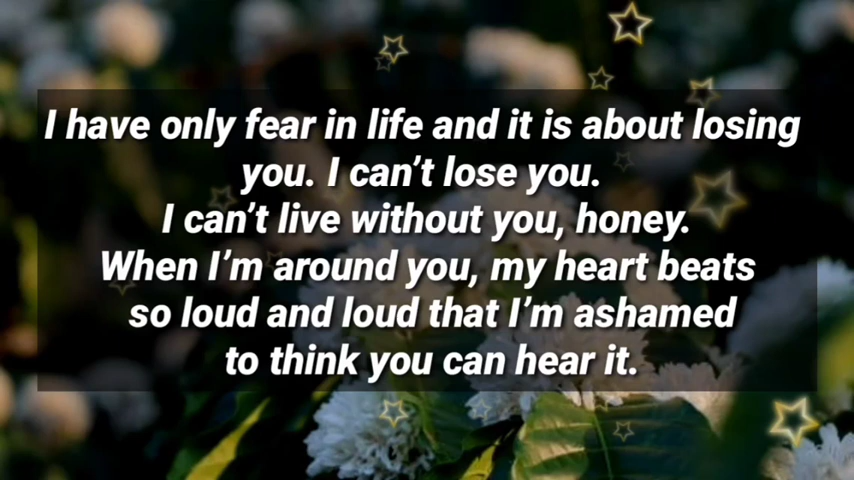 I have only fear in life and it is about losing
you. I can't lose you.
I can't live without you, honey.
When I'm around you, my heart beats
so loud and loud that I'm ashamed
to think you can hear it.